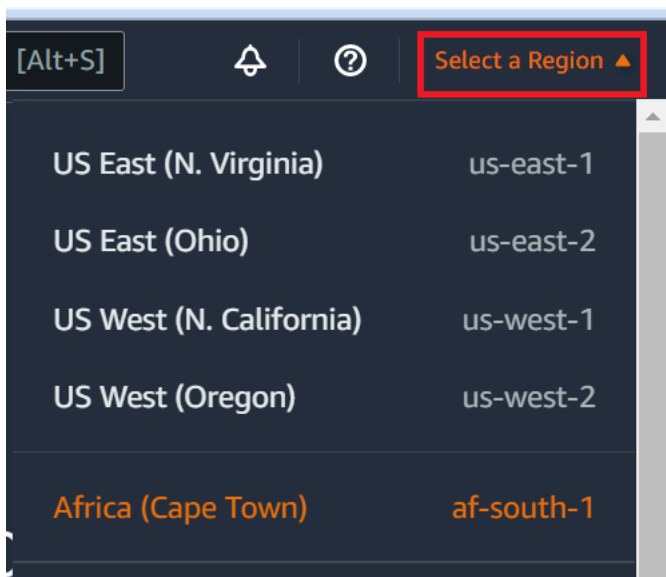 [Alt+S] Select a Region
US East (N. Virginia) us-east-1
US East (Ohio) us-east-2
US West (N. California) us-west-1
US West (Oregon) us-west-2
Africa (Cape Town) af-south-1